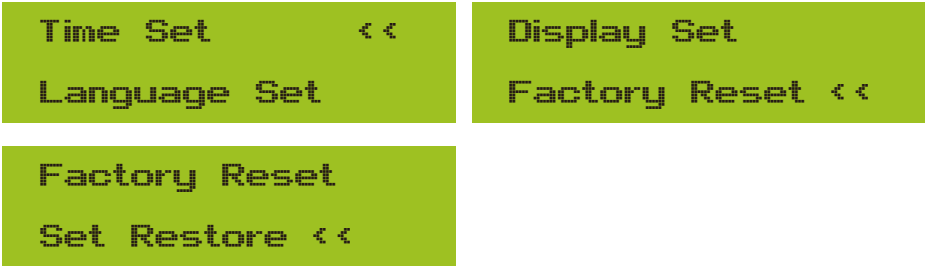 Time Set <<
Language Set
Display Set
Factory Reset <<
Factory Reset
Set Restore <<